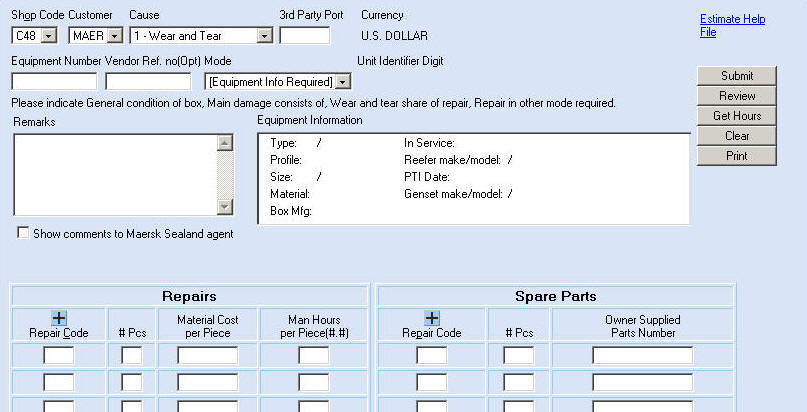 Shop Code Customer Cause 3rd Party Port Currency
C48 MAER 1 - Wear and Tear U.S. DOLLAR
Estimate Help
File
Equipment Number Vendor Ref. no(Opt) Mode Unit Identifier Digit
[Equipment Info Required]
Submit
Review
Get Hours
Clear
Print
Please indicate General condition of box, Main damage consists of, Wear and tear share of repair, Repair in other mode required.
Remarks Equipment Information
Type: / In Service:
Profile: Reefer make/model: /
Size: / PTI Date:
Material: Genset make/model: /
Box Mfg:
Show comments to Maersk Sealand agent
Repairs Spare Parts
+ Material Cost Man Hours + Owner Supplied
Repair Code # Pcs per Piece per Piece(#.#) Repair Code # Pcs Parts Number